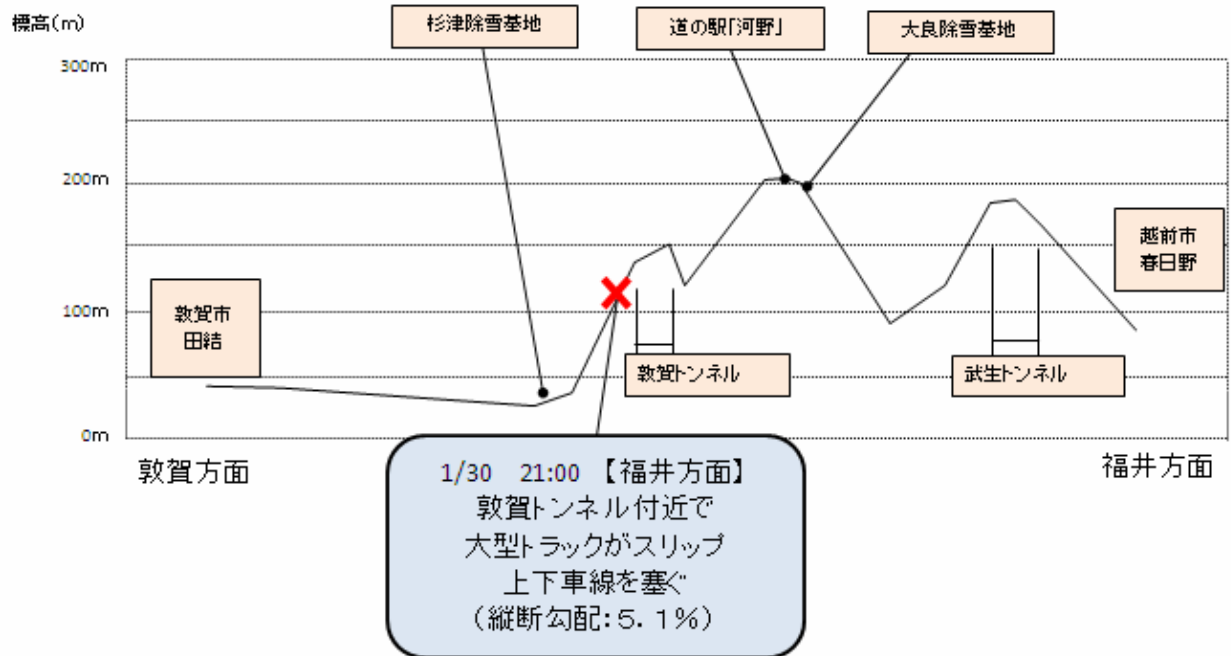 標高(m)
杉津除雪基地
道の駅「河野」
大良除雪基地
300m
200m
100m
0m
敦賀市
田結
敦賀トンネル
武生トンネル
越前市
春日野
敦賀方面
福井方面
1/30 21:00 【福井方面】
敦賀トンネル付近で
大型トラックがスリップ
上下車線を塞ぐ
(縦断勾配:5.1%)